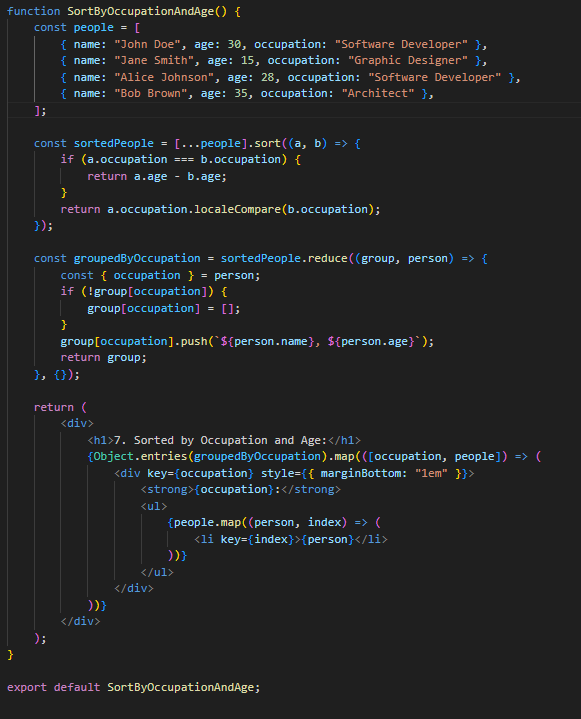 function SortByOccupationAndAge() {
    const people = [
        { name: "John Doe", age: 30, occupation: "Software Developer" },
        { name: "Jane Smith", age: 15, occupation: "Graphic Designer" },
        { name: "Alice Johnson", age: 28, occupation: "Software Developer" },
        { name: "Bob Brown", age: 35, occupation: "Architect" },
    ];

    const sortedPeople = [...people].sort((a, b) => {
        if (a.occupation === b.occupation) {
            return a.age - b.age;
        }
        return a.occupation.localeCompare(b.occupation);
    });

    const groupedByOccupation = sortedPeople.reduce((group, person) => {
        const { occupation } = person;
        if (!group[occupation]) {
            group[occupation] = [];
        }
        group[occupation].push(`${person.name}, ${person.age}`);
        return group;
    }, {});

    return (
        <div>
            <h1>7. Sorted by Occupation and Age:</h1>
            {Object.entries(groupedByOccupation).map(([occupation, people]) => (
                <div key={occupation} style={{ marginBottom: "1em" }}>
                    <strong>{occupation}:</strong>
                    <ul>
                        {people.map((person, index) => (
                            <li key={index}>{person}</li>
                        ))}
                    </ul>
                </div>
            ))}
        </div>
    );
}

export default SortByOccupationAndAge;